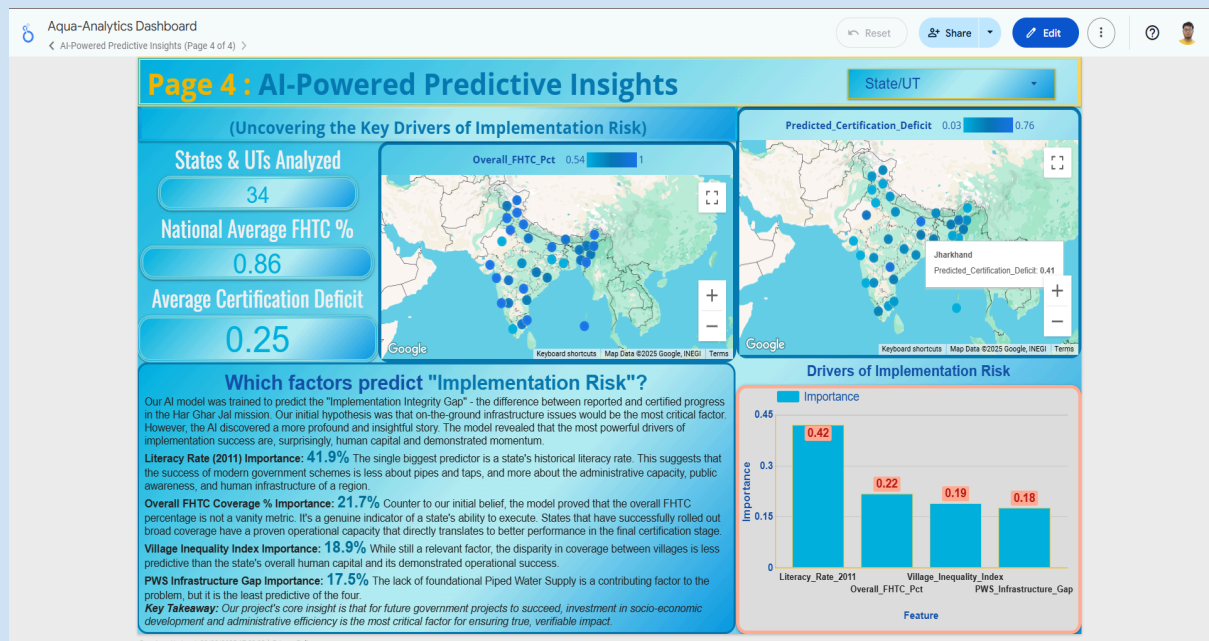 Aqua-Analytics Dashboard
AI-Powered Predictive Insights (Page 4 of 4)
Reset
Share
Edit
Page 4 : AI-Powered Predictive Insights
State/UT
(Uncovering the Key Drivers of Implementation Risk)
States & UTs Analyzed
34
National Average FHTC %
0.86
Average Certification Deficit
0.25
Overall_FHTC_Pct 0.54 1
Google
Keyboard shortcuts Map Data ©2025 Google, INEGI Terms
Predicted_Certification_Deficit 0.03 0.76
Jharkhand
Predicted_Certification_Deficit: 0.41
Google
Keyboard shortcuts Map Data ©2025 Google, INEGI Terms
Which factors predict "Implementation Risk"?
Our AI model was trained to predict the "Implementation Integrity Gap" - the difference between reported and certified progress
in the Har Ghar Jal mission. Our initial hypothesis was that on-the-ground infrastructure issues would be the most critical factor.
However, the AI discovered a more profound and insightful story. The model revealed that the most powerful drivers of
implementation success are, surprisingly, human capital and demonstrated momentum.
Literacy Rate (2011) Importance: 41.9% The single biggest predictor is a state's historical literacy rate. This suggests that
the success of modern government schemes is less about pipes and taps, and more about the administrative capacity, public
awareness, and human infrastructure of a region.
Overall FHTC Coverage % Importance: 21.7% Counter to our initial belief, the model proved that the overall FHTC
percentage is not a vanity metric. It's a genuine indicator of a state's ability to execute. States that have successfully rolled out
broad coverage have a proven operational capacity that directly translates to better performance in the final certification stage.
Village Inequality Index Importance: 18.9% While still a relevant factor, the disparity in coverage between villages is less
predictive than the state's overall human capital and its demonstrated operational success.
PWS Infrastructure Gap Importance: 17.5% The lack of foundational Piped Water Supply is a contributing factor to the
problem, but it is the least predictive of the four.
Key Takeaway: Our project's core insight is that for future government projects to succeed, investment in socio-economic
development and administrative efficiency is the most critical factor for ensuring true, verifiable impact.
Drivers of Implementation Risk
Importance
0.45
0.3
0.15
0
Importance
0.42
0.22
0.19
0.18
Literacy_Rate_2011
Overall_FHTC_Pct
Village_Inequality_Index
PWS_Infrastructure_Gap
Feature